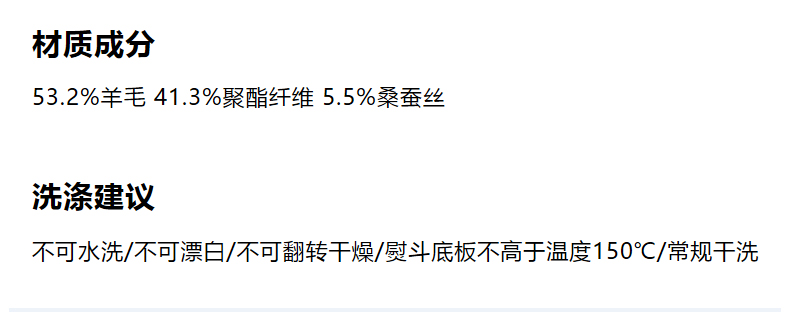 材质成分
53.2%羊毛 41.3%聚酯纤维 5.5%桑蚕丝
洗涤建议
不可水洗/不可漂白/不可翻转干燥/熨斗底板不高于温度150℃/常规干洗